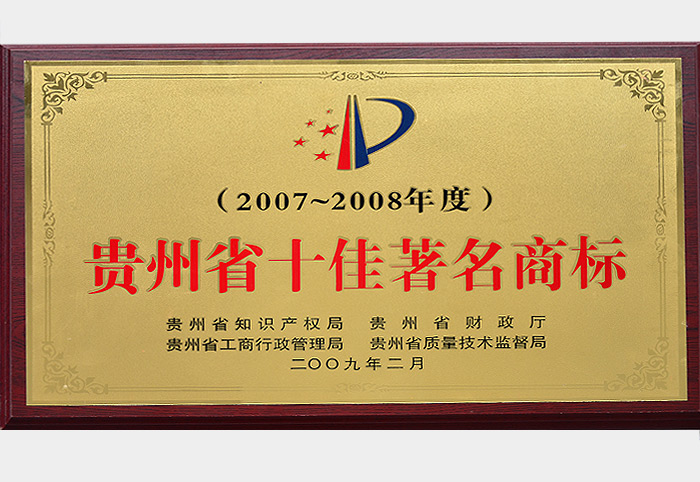 （2007~2008年度）
贵州省十佳著名商标
贵州省知识产权局 贵州省财政厅
贵州省工商行政管理局 贵州省质量技术监督局
二〇〇九年二月